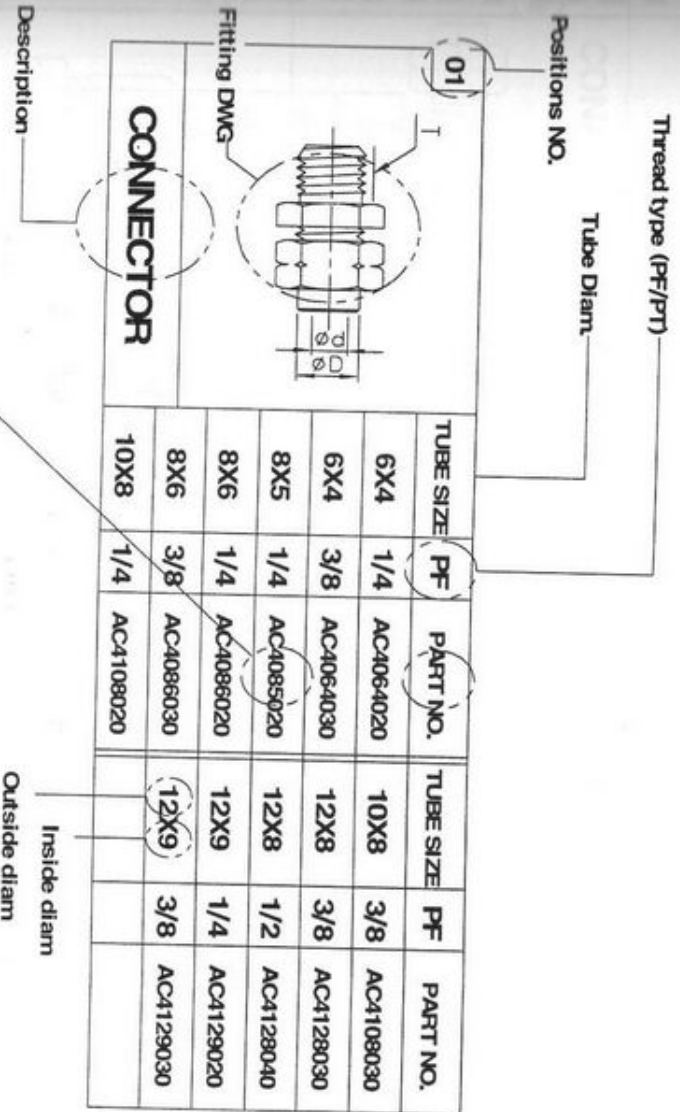 Thread type (PF/PT)
Tube Diam.
Positions NO.
01
T
Fitting DWG
Ød
ØD
CONNECTOR
Description
TUBE SIZE PF PART NO. TUBE SIZE PF PART NO.
6X4 1/4 AC4064020 10X8 3/8 AC4108030
6X4 3/8 AC4064030 12X8 3/8 AC4128030
8X5 1/4 AC4085020 12X8 1/2 AC4128040
8X6 1/4 AC4086020 12X9 1/4 AC4129020
8X6 3/8 AC4086030 12X9 3/8 AC4129030
10X8 1/4 AC4108020
Inside diam
Outside diam